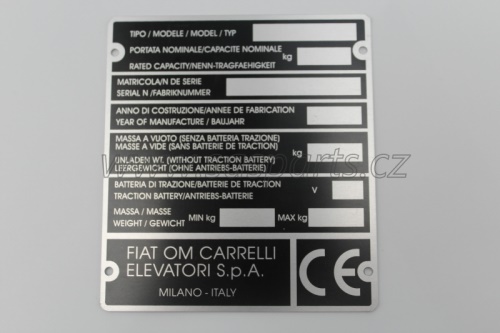 TIPO / MODELE / MODEL / TYP
PORTATA NOMINALE/CAPACITE NOMINALE
RATED CAPACITY/NENN-TRAGFAEHIGKEIT
kg
MATRICOLA/N DE SERIE
SERIAL N /FABRIKNUMMER
ANNO DI COSTRUZIONE/ANNEE DE FABRICATION
YEAR OF MANUFACTURE / BAUJAHR
MASSA A VUOTO (SENZA BATTERIA TRAZIONE)
MASSE A VIDE (SANS BATTERIE DE TRACTION)
kg
UNLADEN WT. (WITHOUT TRACTION BATTERY)
LEERGEWICHT (OHNE ANTRIEBS-BATTERIE)
BATTERIA DI TRAZIONE/BATTERIE DE TRACTION
TRACTION BATTERY/ANTRIEBS-BATTERIE
V
MASSA / MASSE
WEIGHT / GEWICHT
MIN kg
MAX kg
FIAT OM CARRELLI
ELEVATORI S.p.A.
MILANO - ITALY
CE